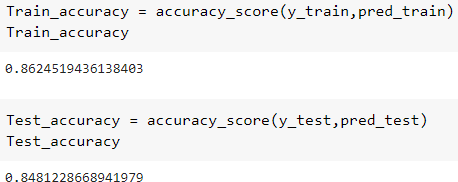 Train_accuracy = accuracy_score(y_train,pred_train)
Train_accuracy
0.8624519436138403
Test_accuracy = accuracy_score(y_test,pred_test)
Test_accuracy
0.8481228668941979